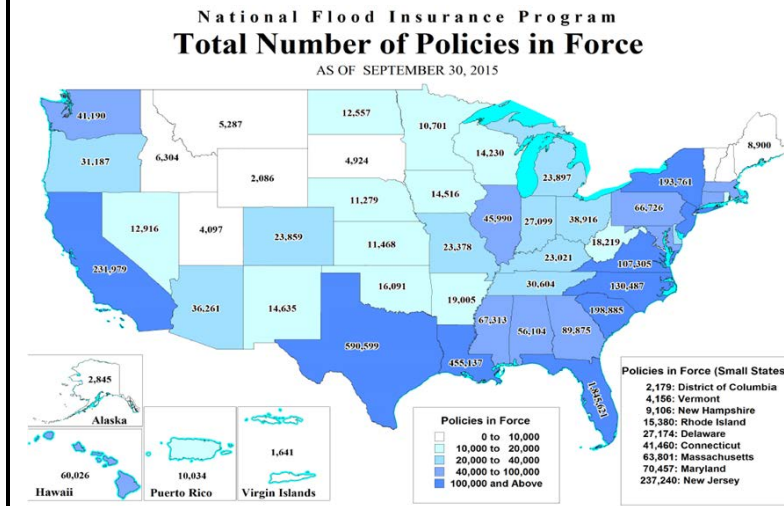 National Flood Insurance Program
Total Number of Policies in Force
AS OF SEPTEMBER 30, 2015
41,190
5,287
12,557
10,701
8,900
31,187
6,304
4,924
14,230
23,897
193,761
2,086
66,726
12,916
4,097
11,279
14,516
45,990
27,099
38,916
231,979
23,859
11,468
23,378
18,219
107,305
23,021
36,261
14,635
16,091
19,005
30,604
130,487
198,885
590,599
455,137
67,313
56,104
89,875
1,845,621
2,845
Alaska
60,026
Hawaii
10,034
Puerto Rico
1,641
Virgin Islands
Policies in Force
0 to 10,000
10,000 to 20,000
20,000 to 40,000
40,000 to 100,000
100,000 and Above
Policies in Force (Small States
2,179: District of Columbia
4,156: Vermont
9,106: New Hampshire
15,380: Rhode Island
27,174: Delaware
41,460: Connecticut
63,801: Massachusetts
70,457: Maryland
237,240: New Jersey